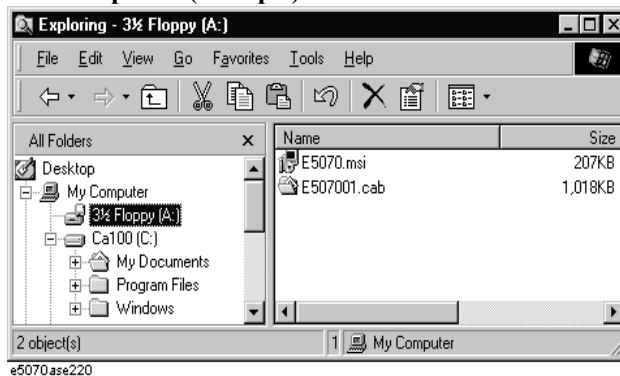 Exploring - 3½ Floppy (A:)
File Edit View Go Favorites Tools Help
All Folders
Name Size
Desktop
My Computer
3½ Floppy (A:)
Ca100 (C:)
My Documents
Program Files
Windows
E5070.msi 207KB
E507001.cab 1,018KB
2 object(s) 1 My Computer
e5070ase220